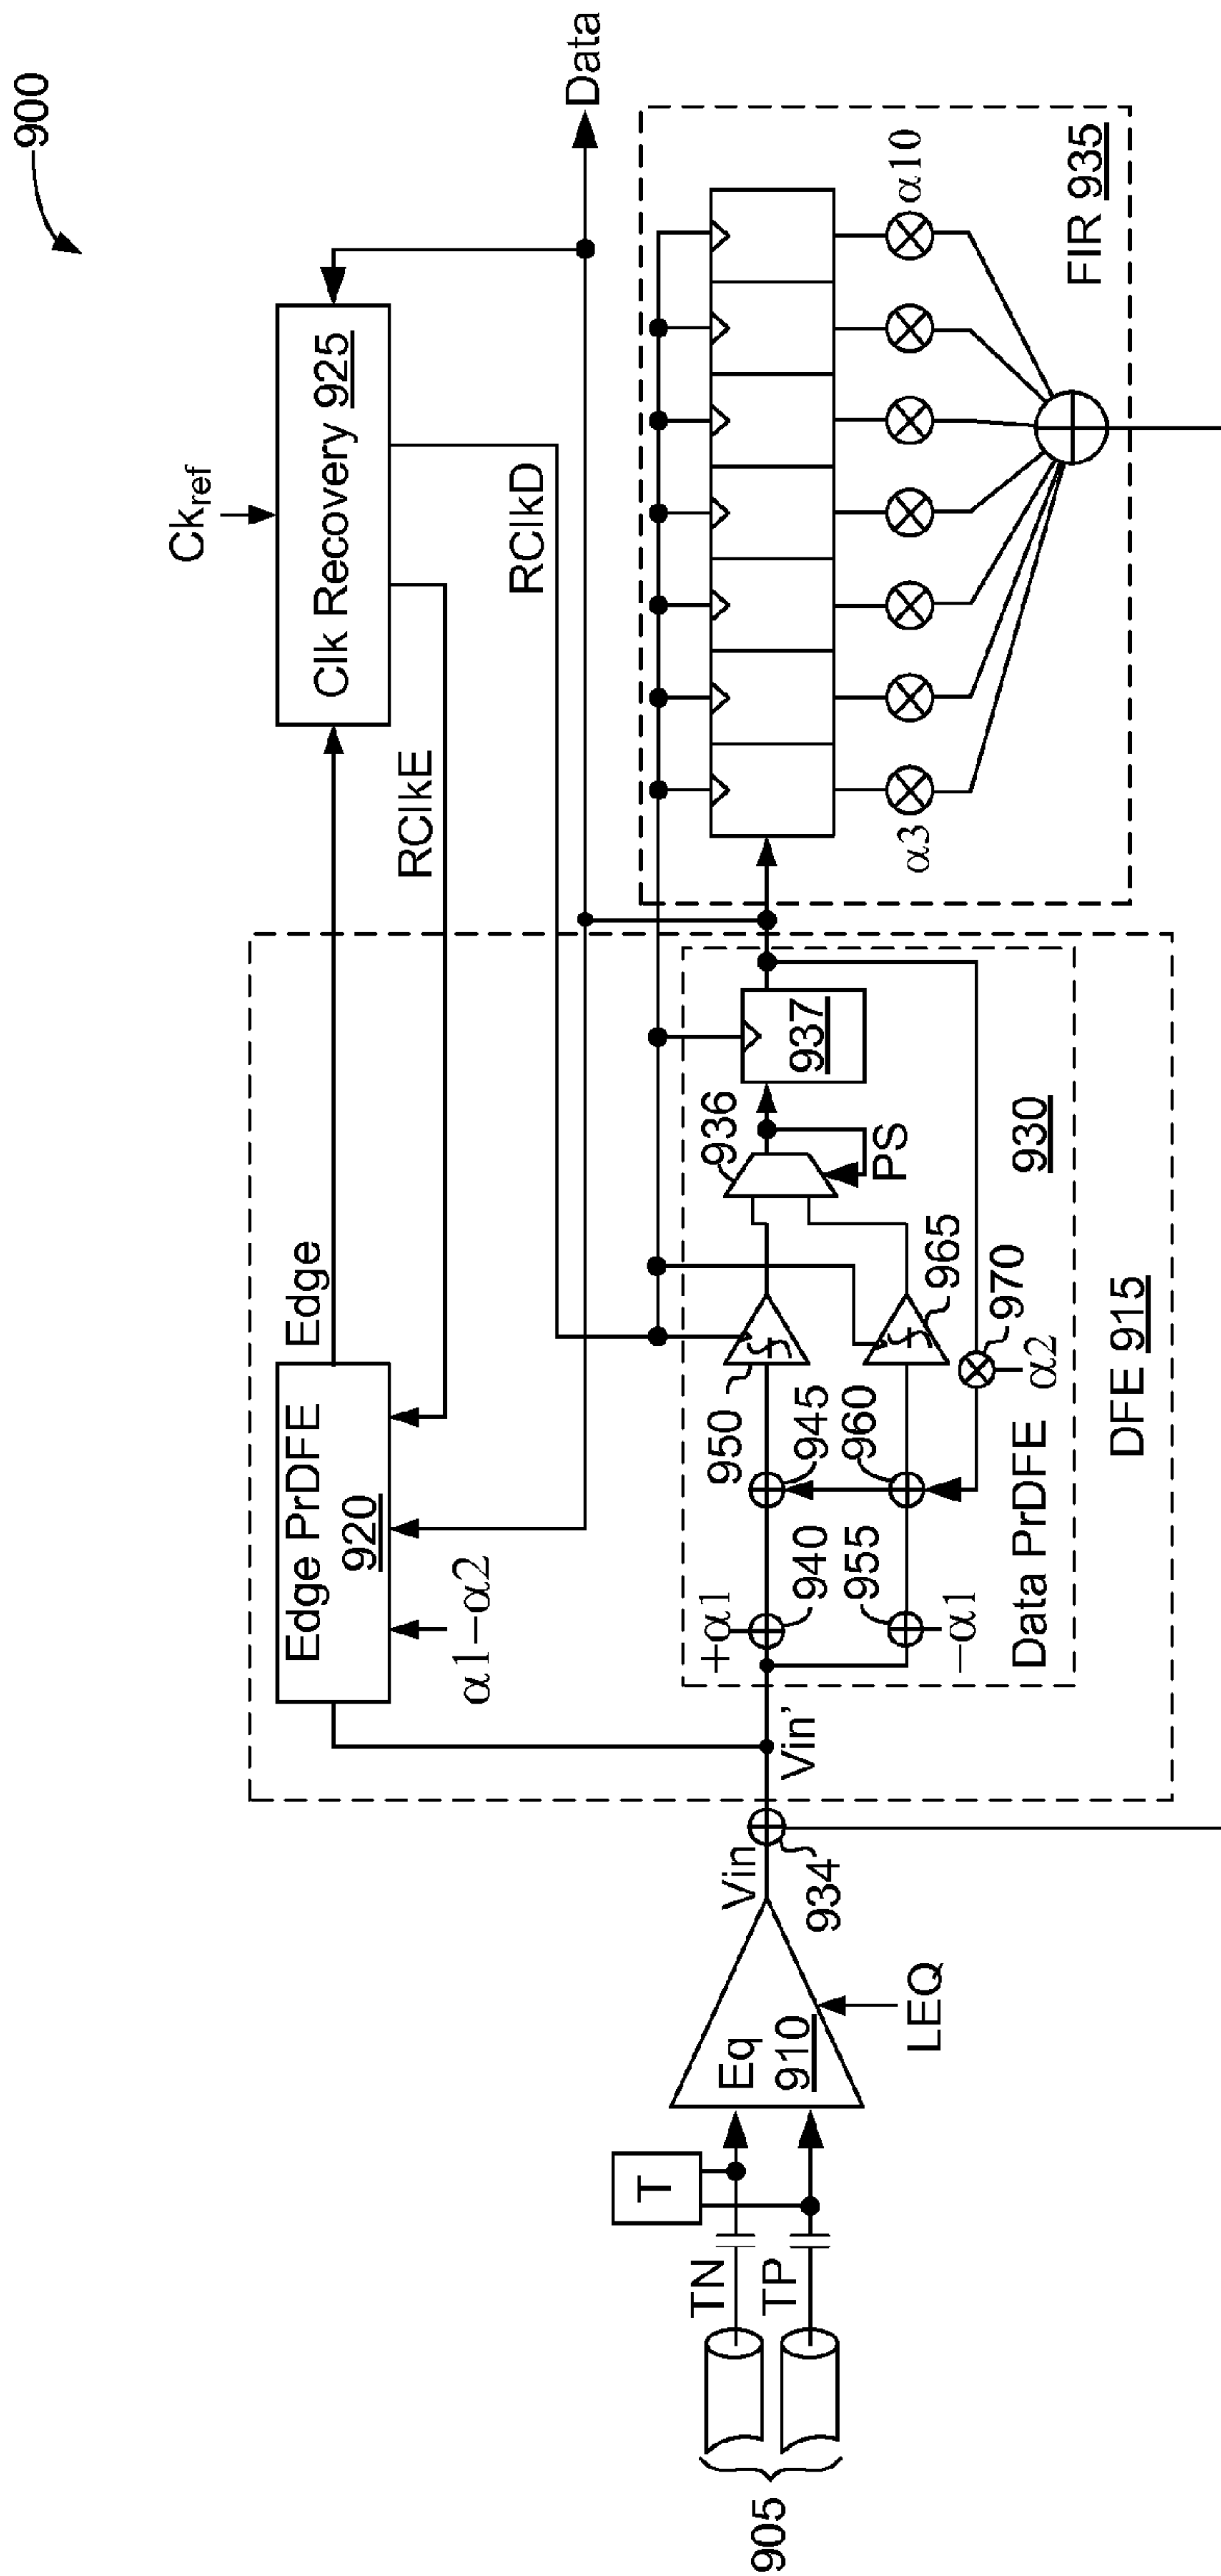 900
Ck_ref
Clk Recovery 925
Edge
Edge PrDFE
920
α1−α2
RClkE
RClkD
Data
905
TN
TP
T
Eq
910
LEQ
Vin
934
Vin'
+α1
940
945
950
955
960
−α1
965
936
PS
937
970
α2
Data PrDFE
930
DFE 915
α3
α10
FIR 935